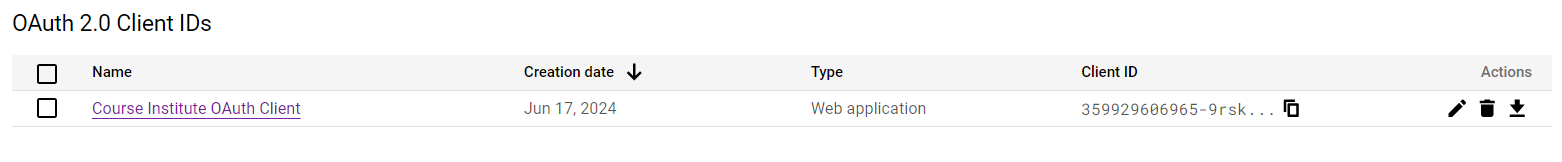 OAuth 2.0 Client IDs
Name Creation date Type Client ID Actions
Course Institute OAuth Client Jun 17, 2024 Web application 359929606965-9rsk...